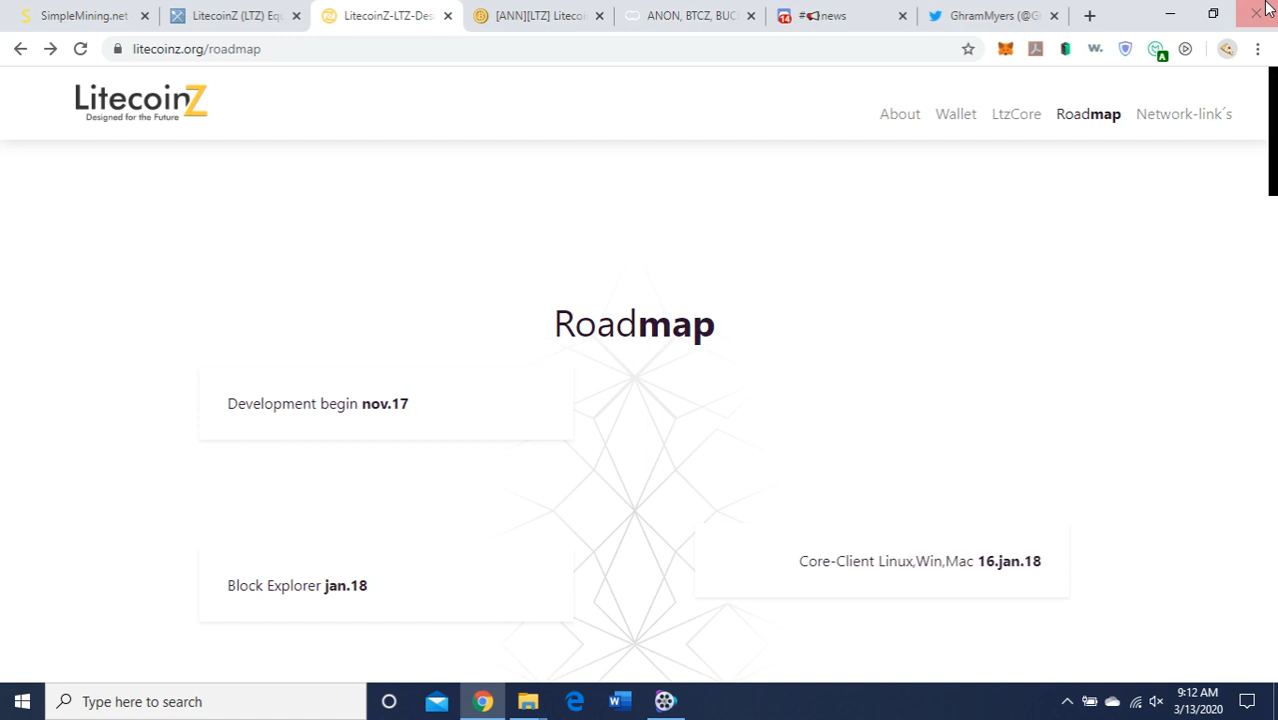 SimpleMining.net
LitecoinZ (LTZ) Equ
LitecoinZ-LTZ-Des
[ANN][LTZ] Litecoi
ANON, BTCZ, BUC
#📢news
GhramMyers (@G
litecoinz.org/roadmap
LitecoinZ
Designed for the Future
About
Wallet
LtzCore
Roadmap
Network-link´s
Roadmap
Development begin nov.17
Core-Client Linux,Win,Mac 16.jan.18
Block Explorer jan.18
Type here to search
9:12 AM
3/13/2020